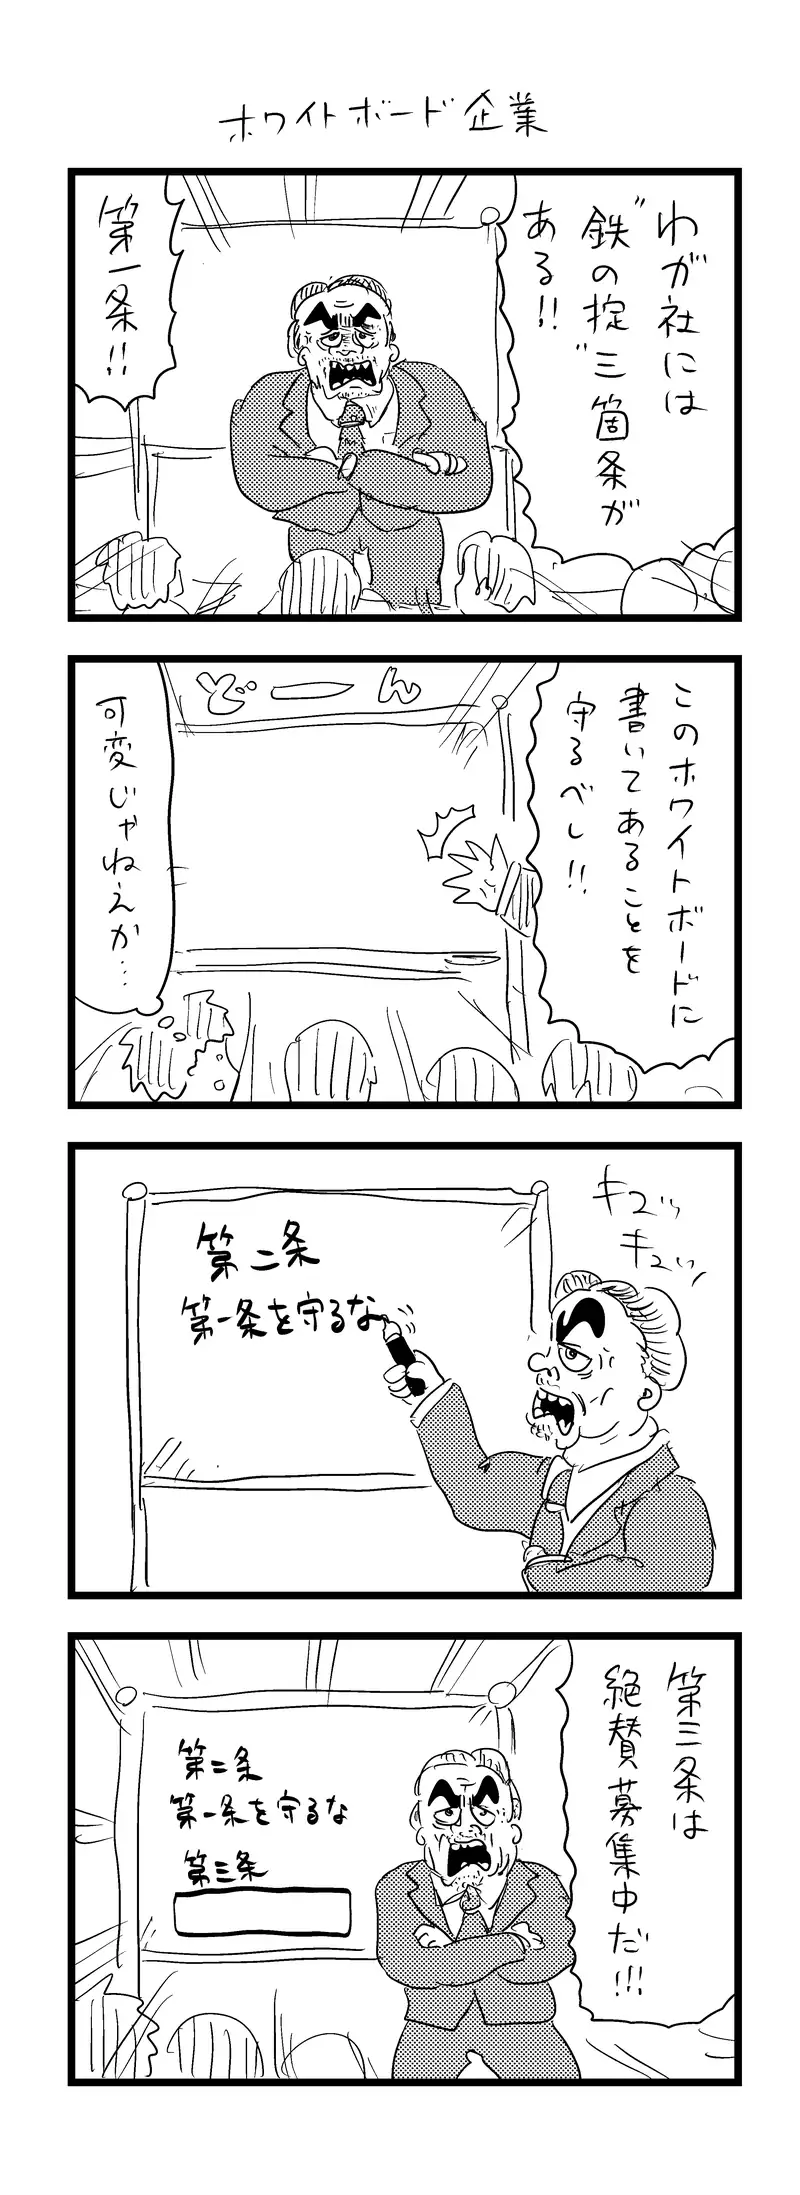 ホワイトボード企業
わが社には
"鉄の掟"三箇条が
ある!!
第一条!!
このホワイトボードに
書いてあることを
守るべし!!
どーん
可変じゃねえか…
キュッ
キュッ
第二条
第一条を守るな
第三条は
絶賛募集中だ!!!
第二条
第一条を守るな
第三条